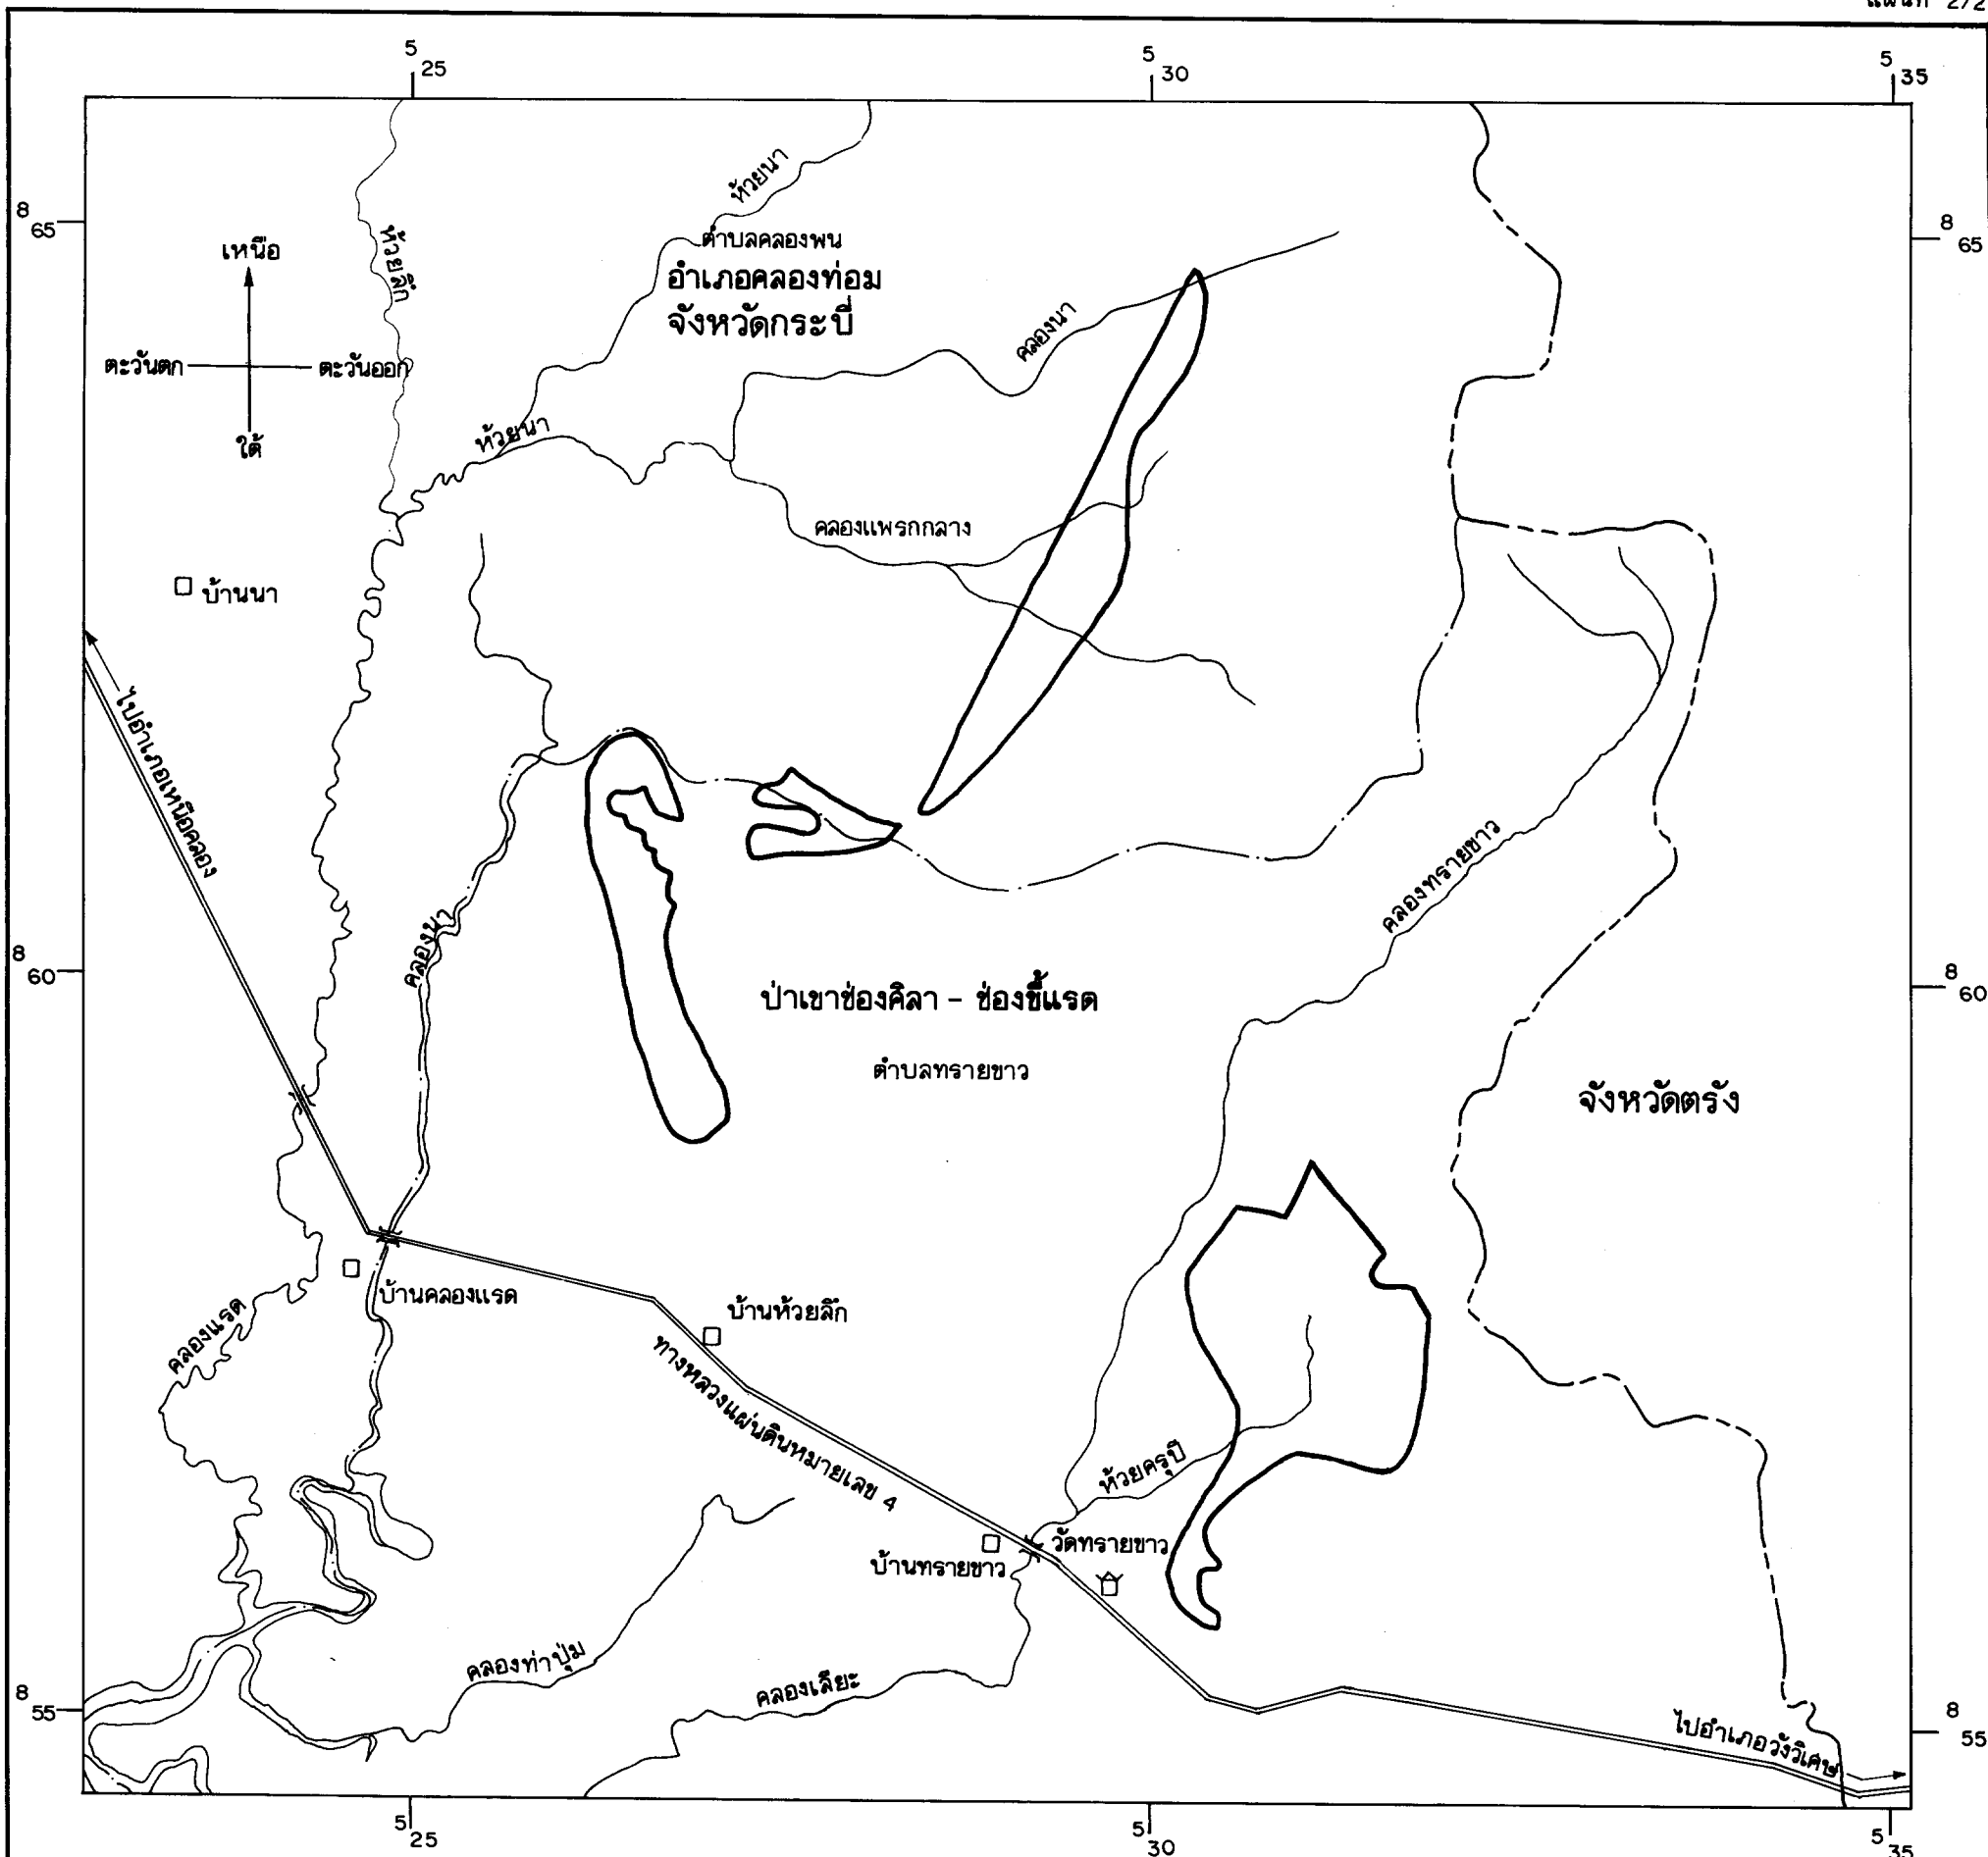 แผ่นที่ 2/2
5 25
5 30
5 35
8 65
8 65
เหนือ
ตะวันตก
ตะวันออก
ใต้
ห้วยลึก
ห้วยนา
ตำบลคลองพน
อำเภอคลองท่อม
จังหวัดกระบี่
คลองนา
ห้วยนา
คลองแพรกกลาง
บ้านนา
ไปอำเภอเหนือคลอง
คลองทรายขาว
คลองนา
8 60
8 60
ป่าเขาช่องศิลา - ช่องขี้แรด
ตำบลทรายขาว
จังหวัดตรัง
บ้านคลองแรด
คลองแรด
บ้านห้วยลึก
ทางหลวงแผ่นดินหมายเลข 4
ห้วยครุปี
วัดทรายขาว
บ้านทรายขาว
คลองท่าปุ่ม
คลองเลียะ
ไปอำเภอวังวิเศษ
8 55
8 55
5 25
5 30
5 35